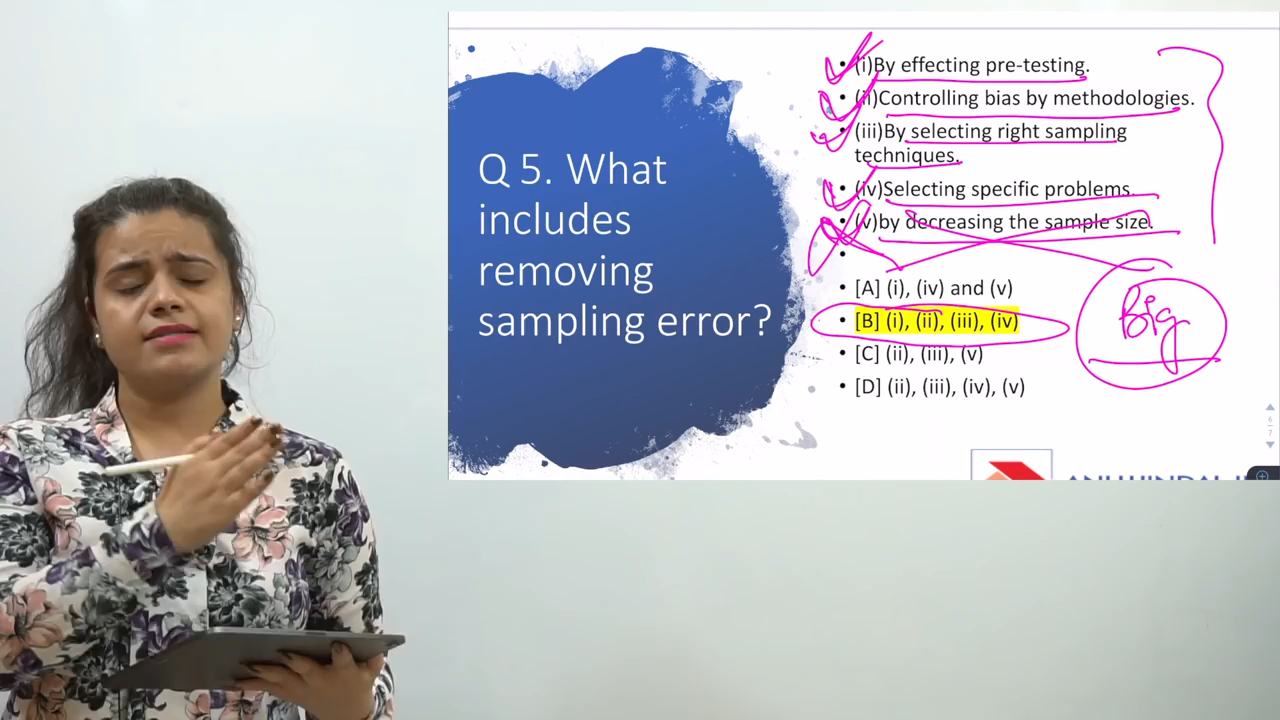 Q 5. What
includes
removing
sampling error?
• (i)By effecting pre-testing.
• (ii)Controlling bias by methodologies.
• (iii)By selecting right sampling
techniques.
• (iv)Selecting specific problems.
• (v)by decreasing the sample size.
•
• [A] (i), (iv) and (v)
• [B] (i), (ii), (iii), (iv)
• [C] (ii), (iii), (v)
• [D] (ii), (iii), (iv), (v)
Big
6
7